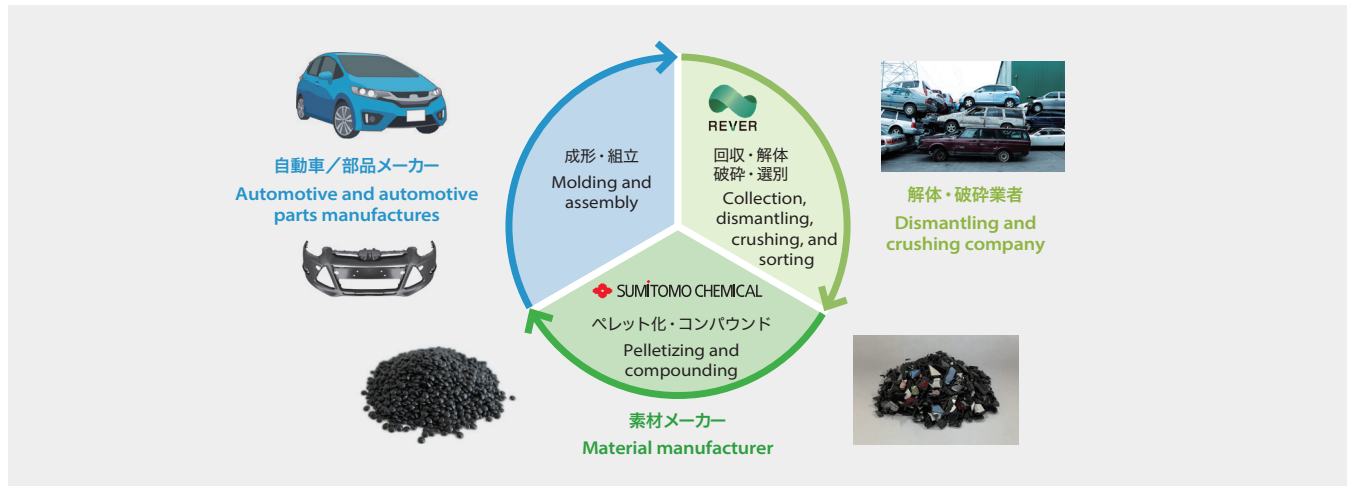 自動車／部品メーカー
Automotive and automotive
parts manufactures
成形・組立
Molding and
assembly
REVER
回収・解体
破砕・選別
Collection,
dismantling,
crushing, and
sorting
解体・破砕業者
Dismantling and
crushing company
SUMITOMO CHEMICAL
ペレット化・コンパウンド
Pelletizing and
compounding
素材メーカー
Material manufacturer